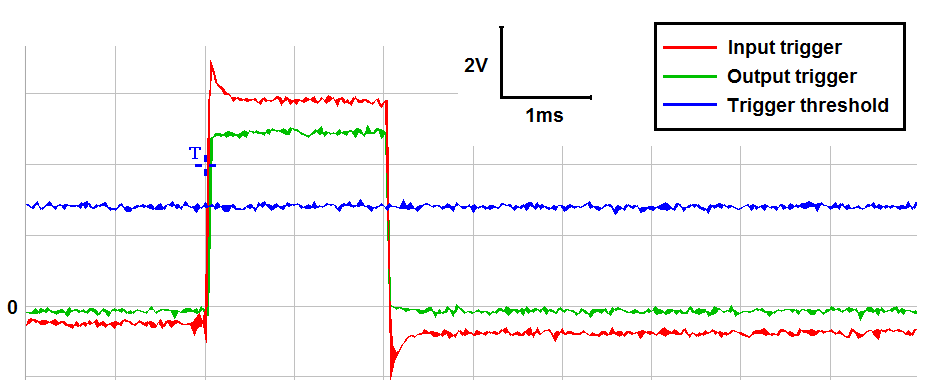 2V
1ms
Input trigger
Output trigger
Trigger threshold
T
0